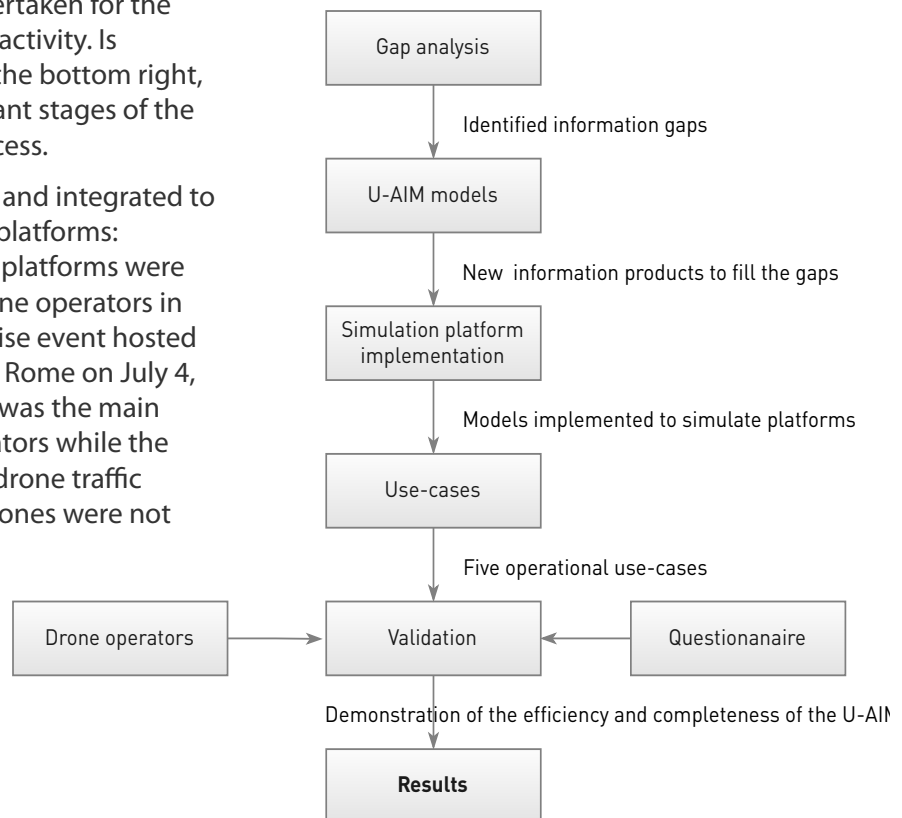 ertaken for the
activity. Is
the bottom right,
ant stages of the
cess.
and integrated to
platforms:
platforms were
ne operators in
ise event hosted
Rome on July 4,
was the main
ators while the
drone traffic
ones were not
Gap analysis
Identified information gaps
U-AIM models
New information products to fill the gaps
Simulation platform
implementation
Models implemented to simulate platforms
Use-cases
Five operational use-cases
Drone operators
Validation
Questionanaire
Demonstration of the efficiency and completeness of the U-AIM
Results